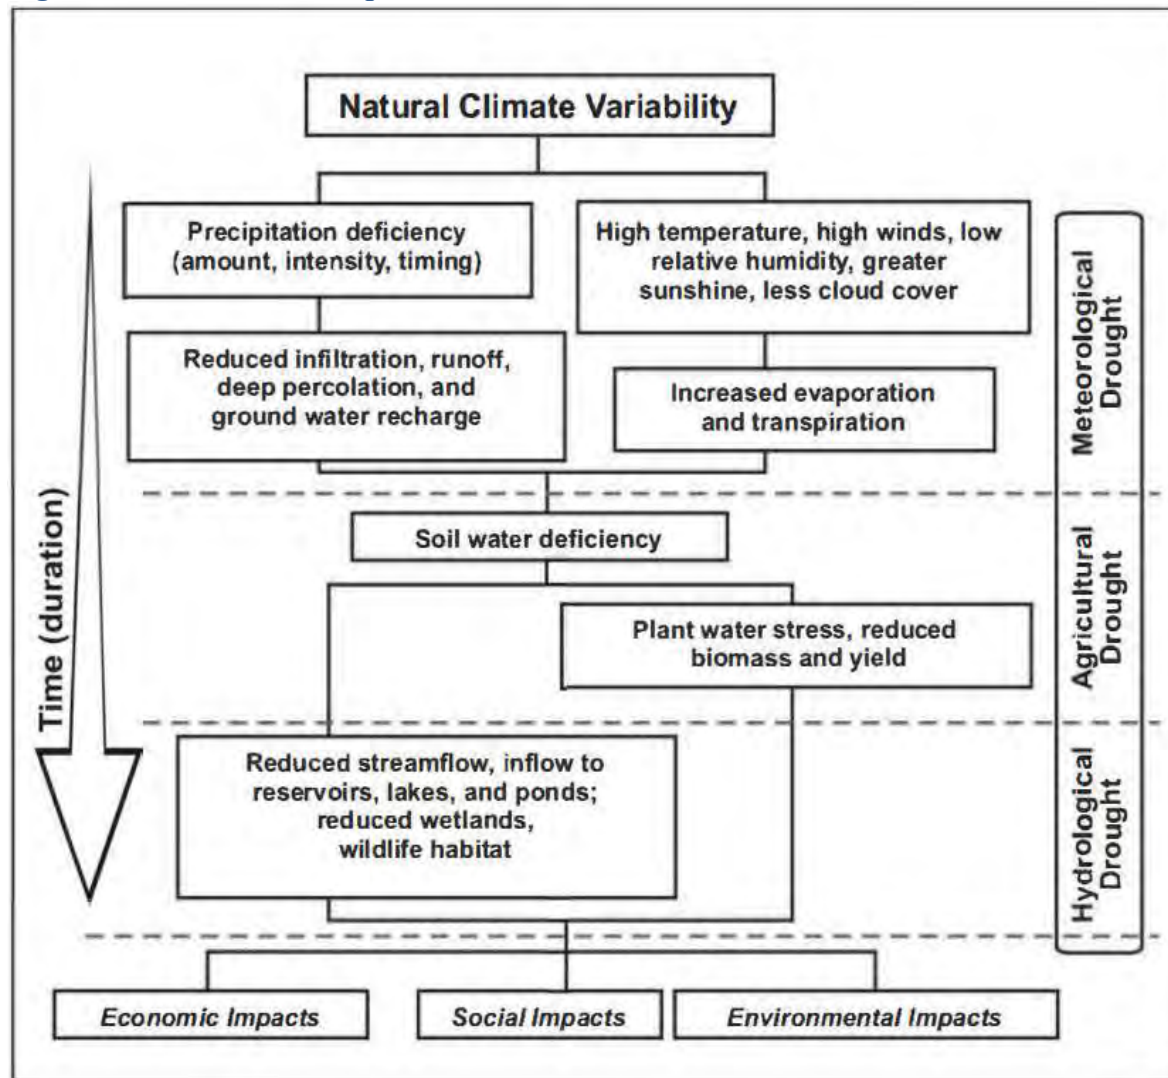 Natural Climate Variability
Precipitation deficiency
(amount, intensity, timing)
High temperature, high winds, low
relative humidity, greater
sunshine, less cloud cover
Reduced infiltration, runoff,
deep percolation, and
ground water recharge
Increased evaporation
and transpiration
Meteorological
Drought
Time (duration)
Soil water deficiency
Plant water stress, reduced
biomass and yield
Agricultural
Drought
Reduced streamflow, inflow to
reservoirs, lakes, and ponds;
reduced wetlands,
wildlife habitat
Hydrological
Drought
Economic Impacts
Social Impacts
Environmental Impacts